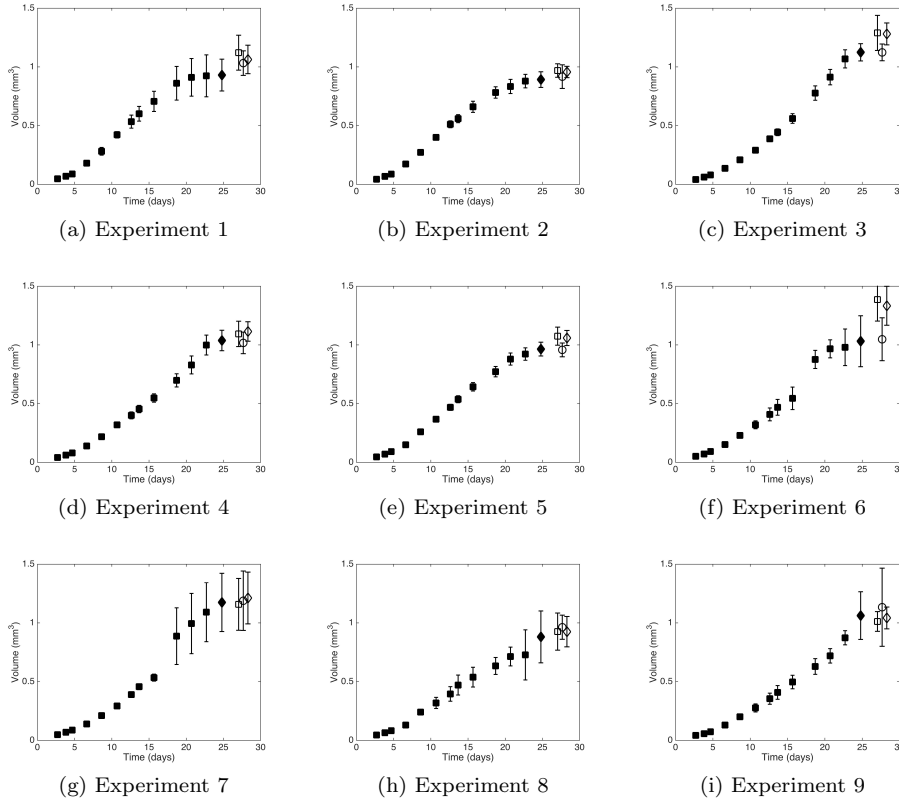 1.5
1
0.5
0
Volume (mm³)
0 5 10 15 20 25 30
Time (days)
(a) Experiment 1
1.5
1
0.5
0
Volume (mm³)
0 5 10 15 20 25 30
Time (days)
(b) Experiment 2
1.5
1
0.5
0
Volume (mm³)
0 5 10 15 20 25 30
Time (days)
(c) Experiment 3
1.5
1
0.5
0
Volume (mm³)
0 5 10 15 20 25 30
Time (days)
(d) Experiment 4
1.5
1
0.5
0
Volume (mm³)
0 5 10 15 20 25 30
Time (days)
(e) Experiment 5
1.5
1
0.5
0
Volume (mm³)
0 5 10 15 20 25 30
Time (days)
(f) Experiment 6
1.5
1
0.5
0
Volume (mm³)
0 5 10 15 20 25 30
Time (days)
(g) Experiment 7
1.5
1
0.5
0
Volume (mm³)
0 5 10 15 20 25 30
Time (days)
(h) Experiment 8
1.5
1
0.5
0
Volume (mm³)
0 5 10 15 20 25 30
Time (days)
(i) Experiment 9